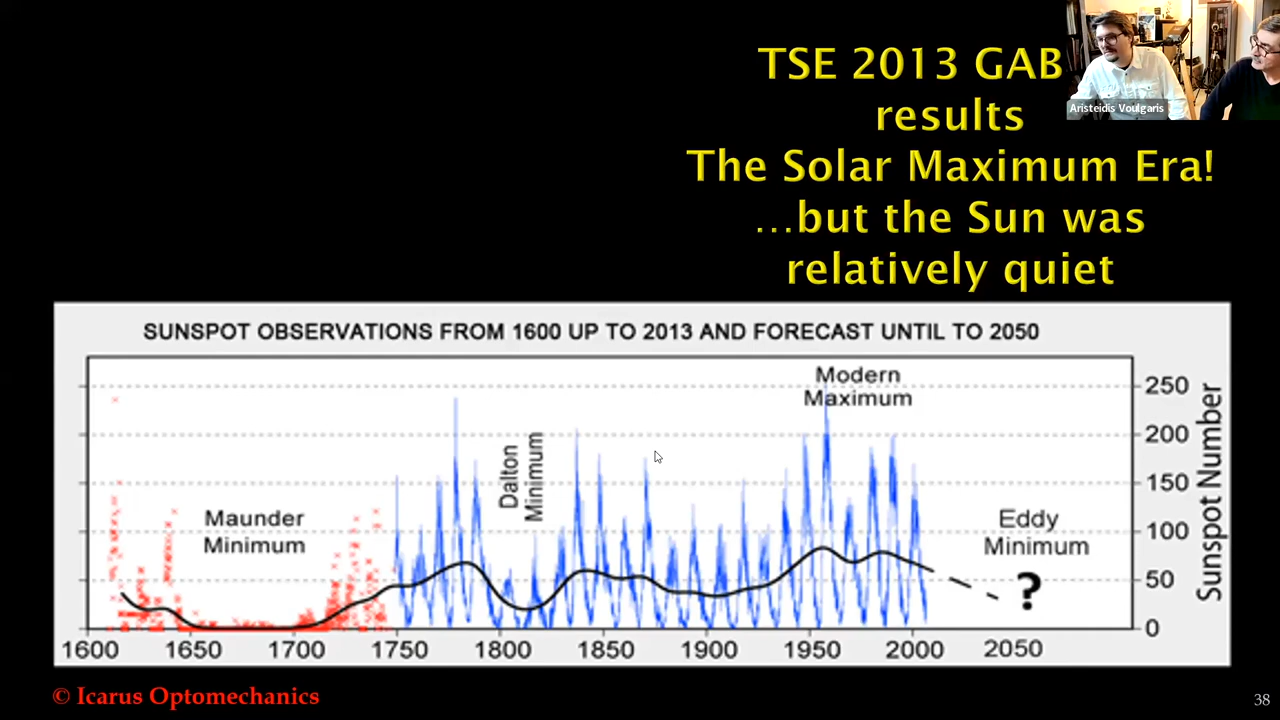 TSE 2013 GAB
results
The Solar Maximum Era!
…but the Sun was
relatively quiet
Aristeidis Voulgaris
SUNSPOT OBSERVATIONS FROM 1600 UP TO 2013 AND FORECAST UNTIL TO 2050
Modern
Maximum
Dalton
Minimum
Maunder
Minimum
Eddy
Minimum
?
250
200
150
100
50
0
Sunspot Number
1600 1650 1700 1750 1800 1850 1900 1950 2000 2050
© Icarus Optomechanics
38